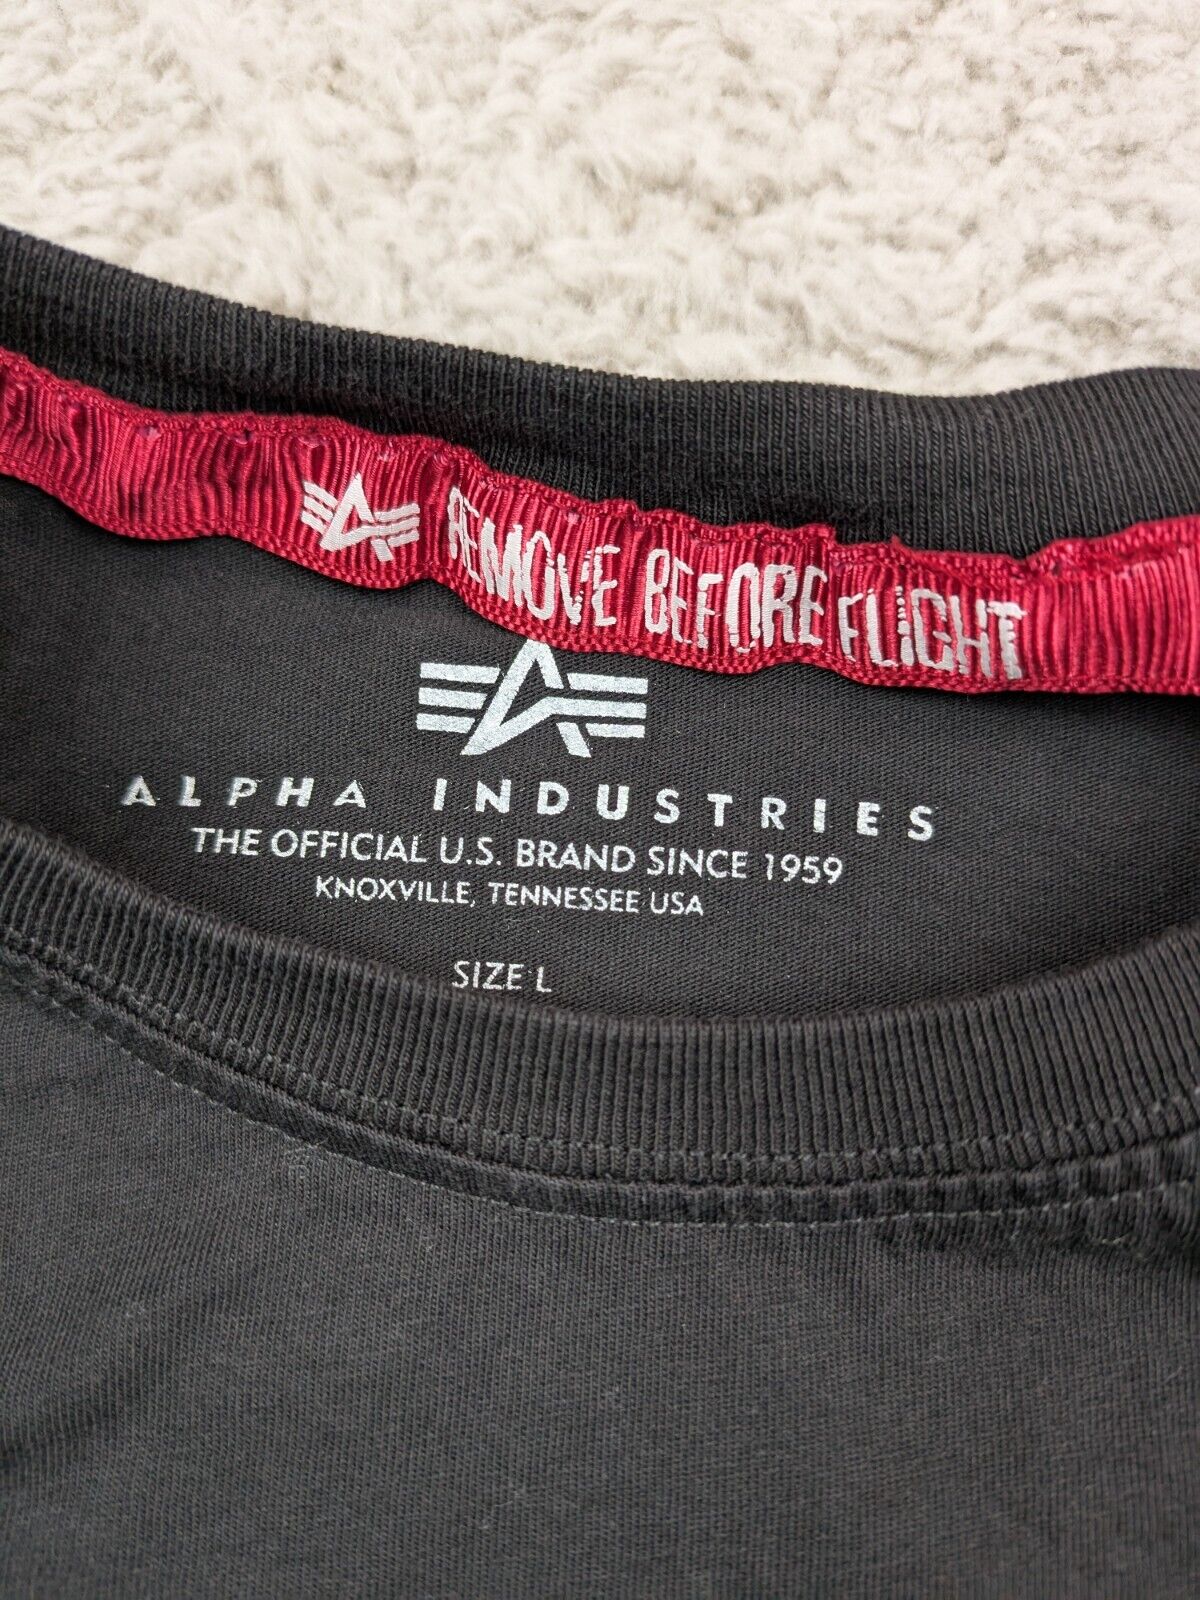 REMOVE BEFORE FLIGHT
ALPHA INDUSTRIES
THE OFFICIAL U.S. BRAND SINCE 1959
KNOXVILLE, TENNESSEE USA
SIZE L